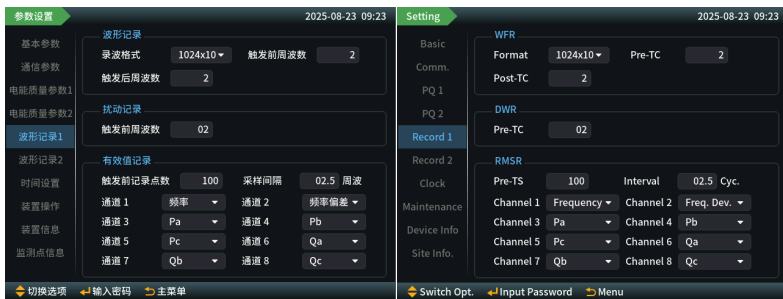 参数设置 2025-08-23 09:23
基本参数
通信参数
电能质量参数1
电能质量参数2
波形记录1
波形记录2
时间设置
装置操作
装置信息
监测点信息
波形记录
录波格式 1024x10 触发前周波数 2
触发后周波数 2
扰动记录
触发前周波数 02
有效值记录
触发前记录点数 100 采样间隔 02.5 周波
通道 1 频率 通道 2 频率偏差
通道 3 Pa 通道 4 Pb
通道 5 Pc 通道 6 Qa
通道 7 Qb 通道 8 Qc
切换选项 输入密码 主菜单
Setting 2025-08-23 09:23
Basic
Comm.
PQ 1
PQ 2
Record 1
Record 2
Clock
Maintenance
Device Info
Site Info.
WFR
Format 1024x10 Pre-TC 2
Post-TC 2
DWR
Pre-TC 02
RMSR
Pre-TS 100 Interval 02.5 Cyc.
Channel 1 Frequency Channel 2 Freq. Dev.
Channel 3 Pa Channel 4 Pb
Channel 5 Pc Channel 6 Qa
Channel 7 Qb Channel 8 Qc
Switch Opt. Input Password Menu